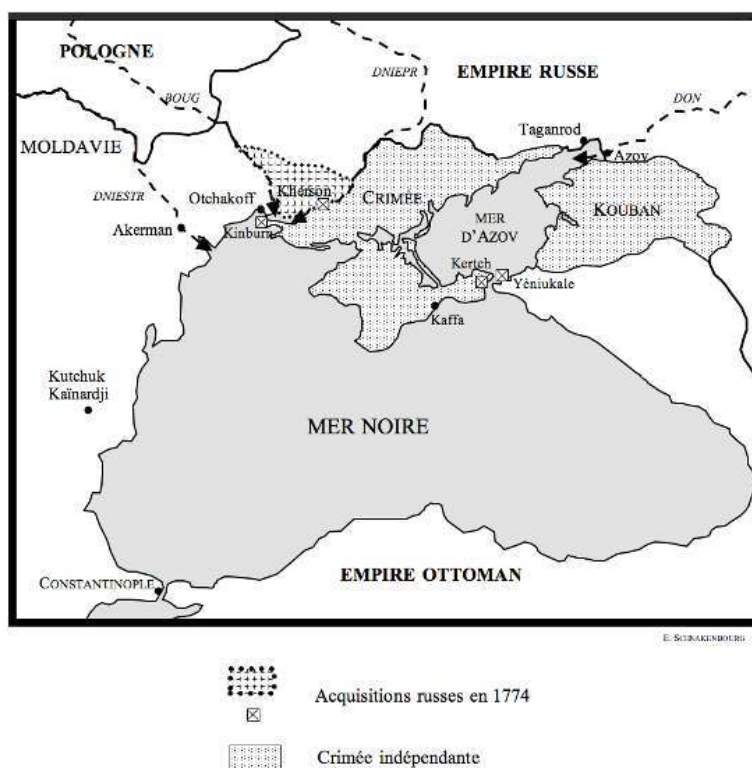 POLOGNE
BOUG
DNIEPR
EMPIRE RUSSE
DON
Taganrod
Azov
MOLDAVIE
DNIESTR
Otchakoff
Kherson
CRIMÉE
KOUBAN
Akerman
Kinburn
MER
D'AZOV
Kertch
Yéniukale
Kaffa
Kutchuk
Kaïnardji
MER NOIRE
CONSTANTINOPLE
EMPIRE OTTOMAN
E. SCHNAKENBOURG
Acquisitions russes en 1774
Crimée indépendante